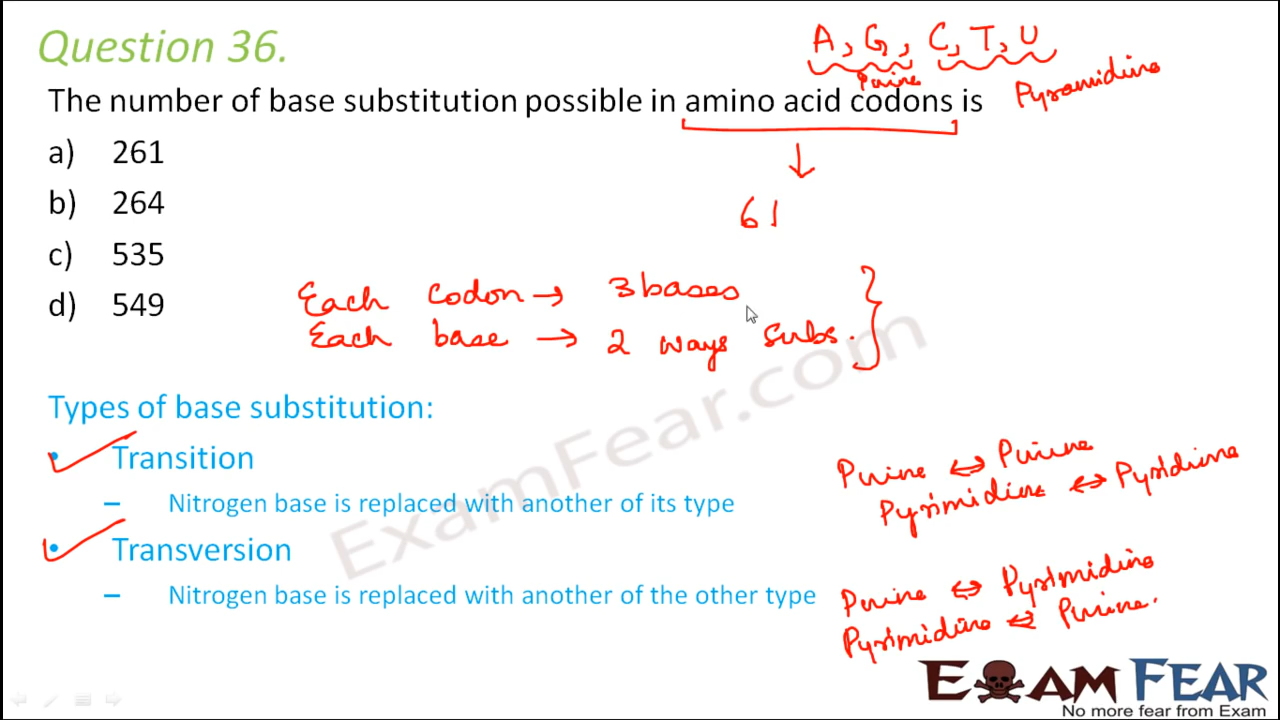 Question 36.
A, G, C, T, U
Purine
Pyramidine
The number of base substitution possible in amino acid codons is
a) 261
b) 264
c) 535
d) 549
61
Each codon → 3 bases
Each base → 2 ways subs.
ExamFear.com
Types of base substitution:
• Transition
– Nitrogen base is replaced with another of its type
Purine ⇔ Purine
Pyrimidine ⇔ Pyridine
• Transversion
– Nitrogen base is replaced with another of the other type
Purine ⇔ Pyrimidine
Pyrimidine ⇔ Purine.
EXAM FEAR
No more fear from Exam